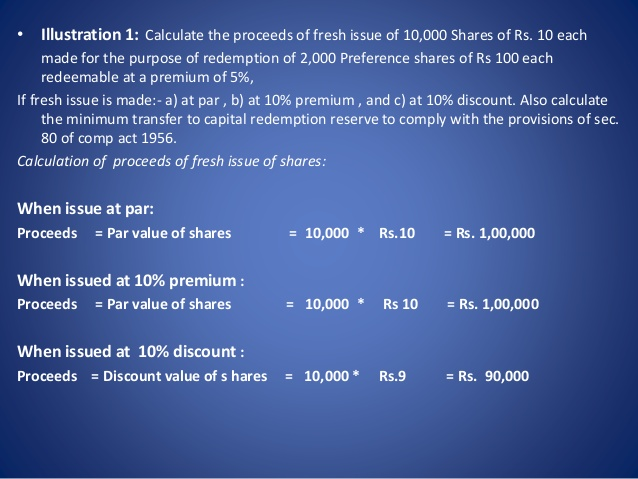 • Illustration 1: Calculate the proceeds of fresh issue of 10,000 Shares of Rs. 10 each
made for the purpose of redemption of 2,000 Preference shares of Rs 100 each
redeemable at a premium of 5%,
If fresh issue is made:- a) at par , b) at 10% premium , and c) at 10% discount. Also calculate
the minimum transfer to capital redemption reserve to comply with the provisions of sec.
80 of comp act 1956.
Calculation of proceeds of fresh issue of shares:
When issue at par:
Proceeds = Par value of shares = 10,000 * Rs.10 = Rs. 1,00,000
When issued at 10% premium :
Proceeds = Par value of shares = 10,000 * Rs 10 = Rs. 1,00,000
When issued at 10% discount :
Proceeds = Discount value of s hares = 10,000 * Rs.9 = Rs. 90,000